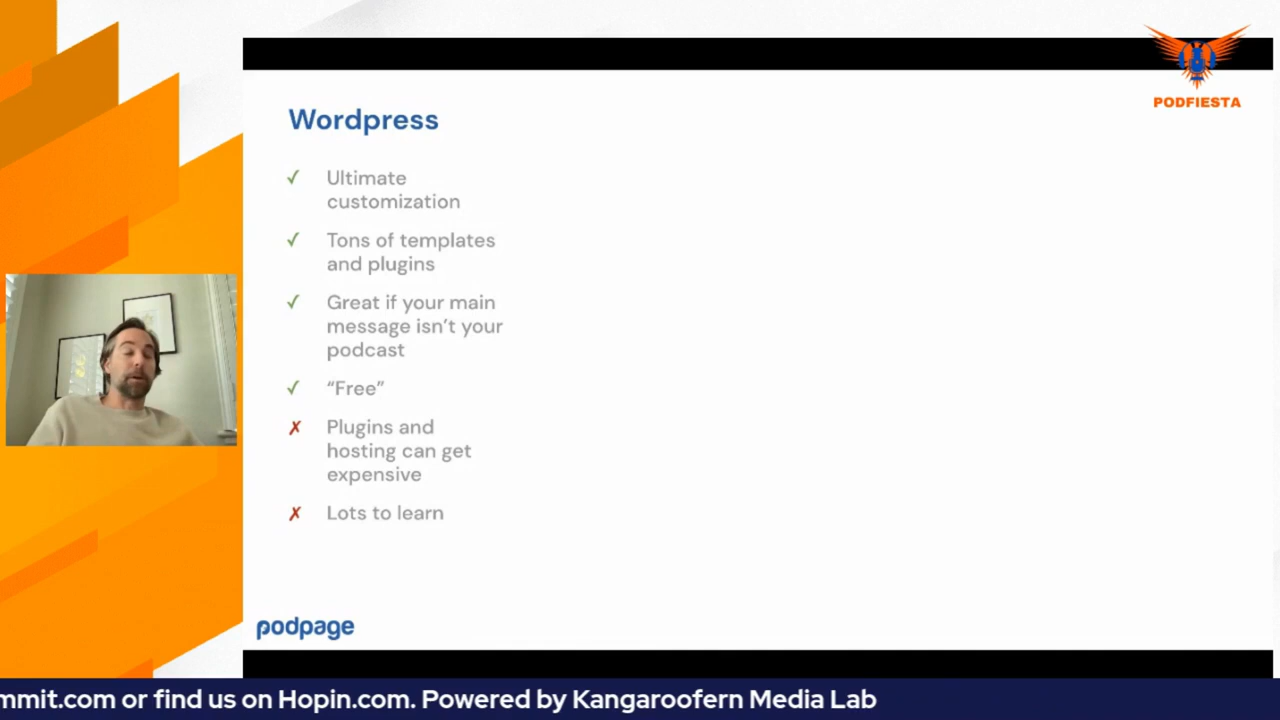 PODFIESTA
Wordpress
✓ Ultimate
customization
✓ Tons of templates
and plugins
✓ Great if your main
message isn’t your
podcast
✓ “Free”
✗ Plugins and
hosting can get
expensive
✗ Lots to learn
podpage
mmit.com or find us on Hopin.com. Powered by Kangaroofern Media Lab